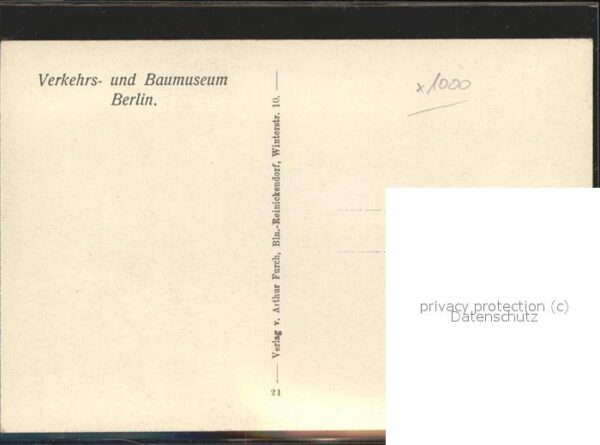 Verkehrs- und Baumuseum
Berlin.
x1000
Verlag v. Arthur Furch, Bln.-Reinickendorf, Winterstr. 10.
21
privacy protection (c)
Datenschutz